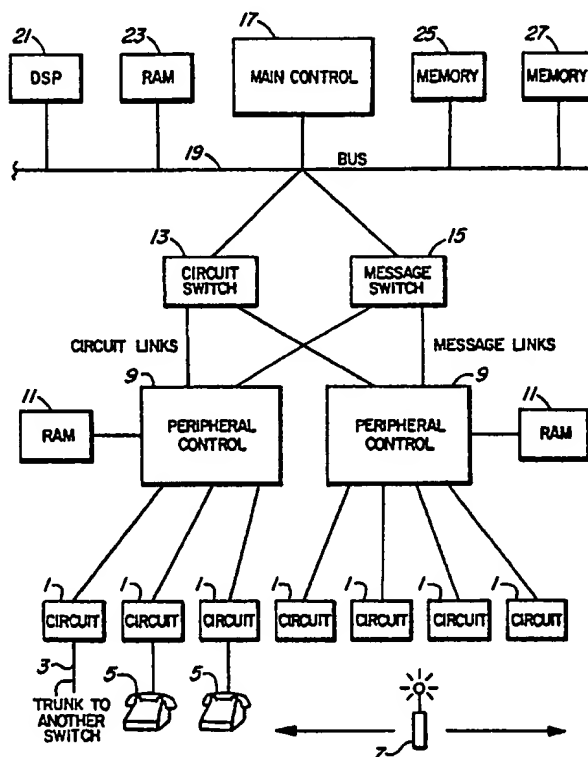 21 23 17 25 27
DSP RAM MAIN CONTROL MEMORY MEMORY
19 BUS
13 15
CIRCUIT SWITCH MESSAGE SWITCH
CIRCUIT LINKS MESSAGE LINKS
9 9
11 11
RAM PERIPHERAL CONTROL PERIPHERAL CONTROL RAM
1 1 1 1 1 1 1
CIRCUIT CIRCUIT CIRCUIT CIRCUIT CIRCUIT CIRCUIT CIRCUIT
3 5 5
TRUNK TO
ANOTHER
SWITCH
7